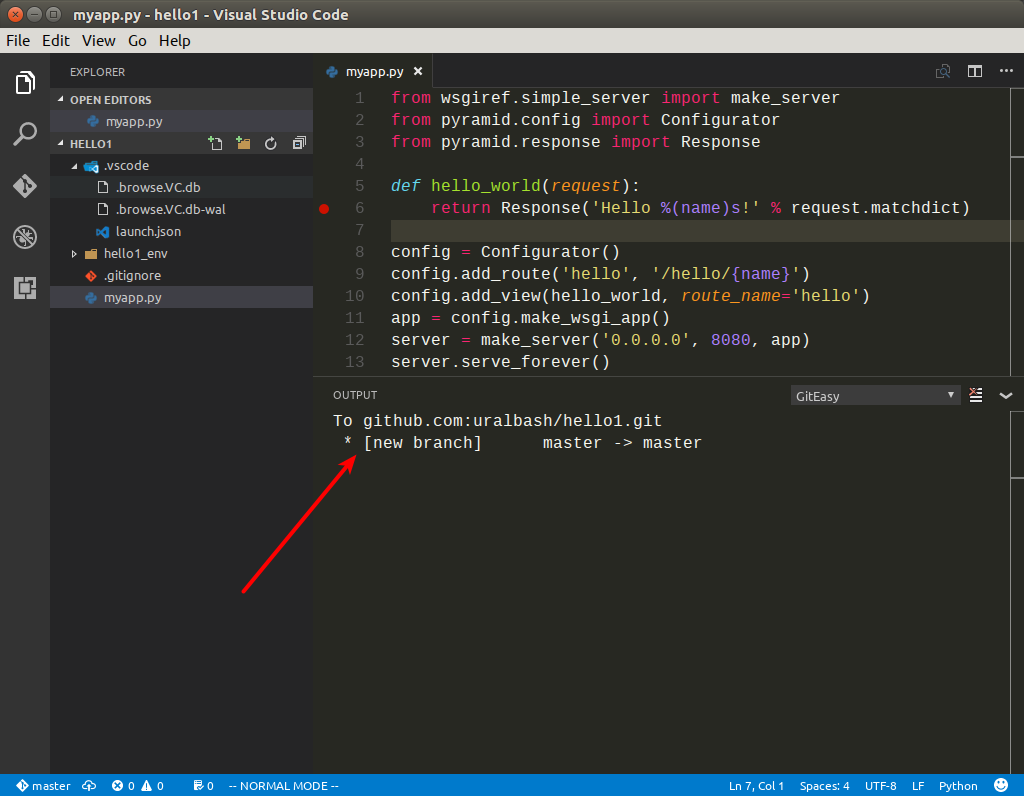 myapp.py - hello1 - Visual Studio Code
File Edit View Go Help
EXPLORER
OPEN EDITORS
myapp.py
HELLO1
.vscode
.browse.VC.db
.browse.VC.db-wal
launch.json
hello1_env
.gitignore
myapp.py
myapp.py
1 from wsgiref.simple_server import make_server
2 from pyramid.config import Configurator
3 from pyramid.response import Response
4
5 def hello_world(request):
6     return Response('Hello %(name)s!' % request.matchdict)
7
8 config = Configurator()
9 config.add_route('hello', '/hello/{name}')
10 config.add_view(hello_world, route_name='hello')
11 app = config.make_wsgi_app()
12 server = make_server('0.0.0.0', 8080, app)
13 server.serve_forever()
OUTPUT GitEasy
To github.com:uralbash/hello1.git
 * [new branch]      master -> master
master 0 0 0 -- NORMAL MODE -- Ln 7, Col 1 Spaces: 4 UTF-8 LF Python